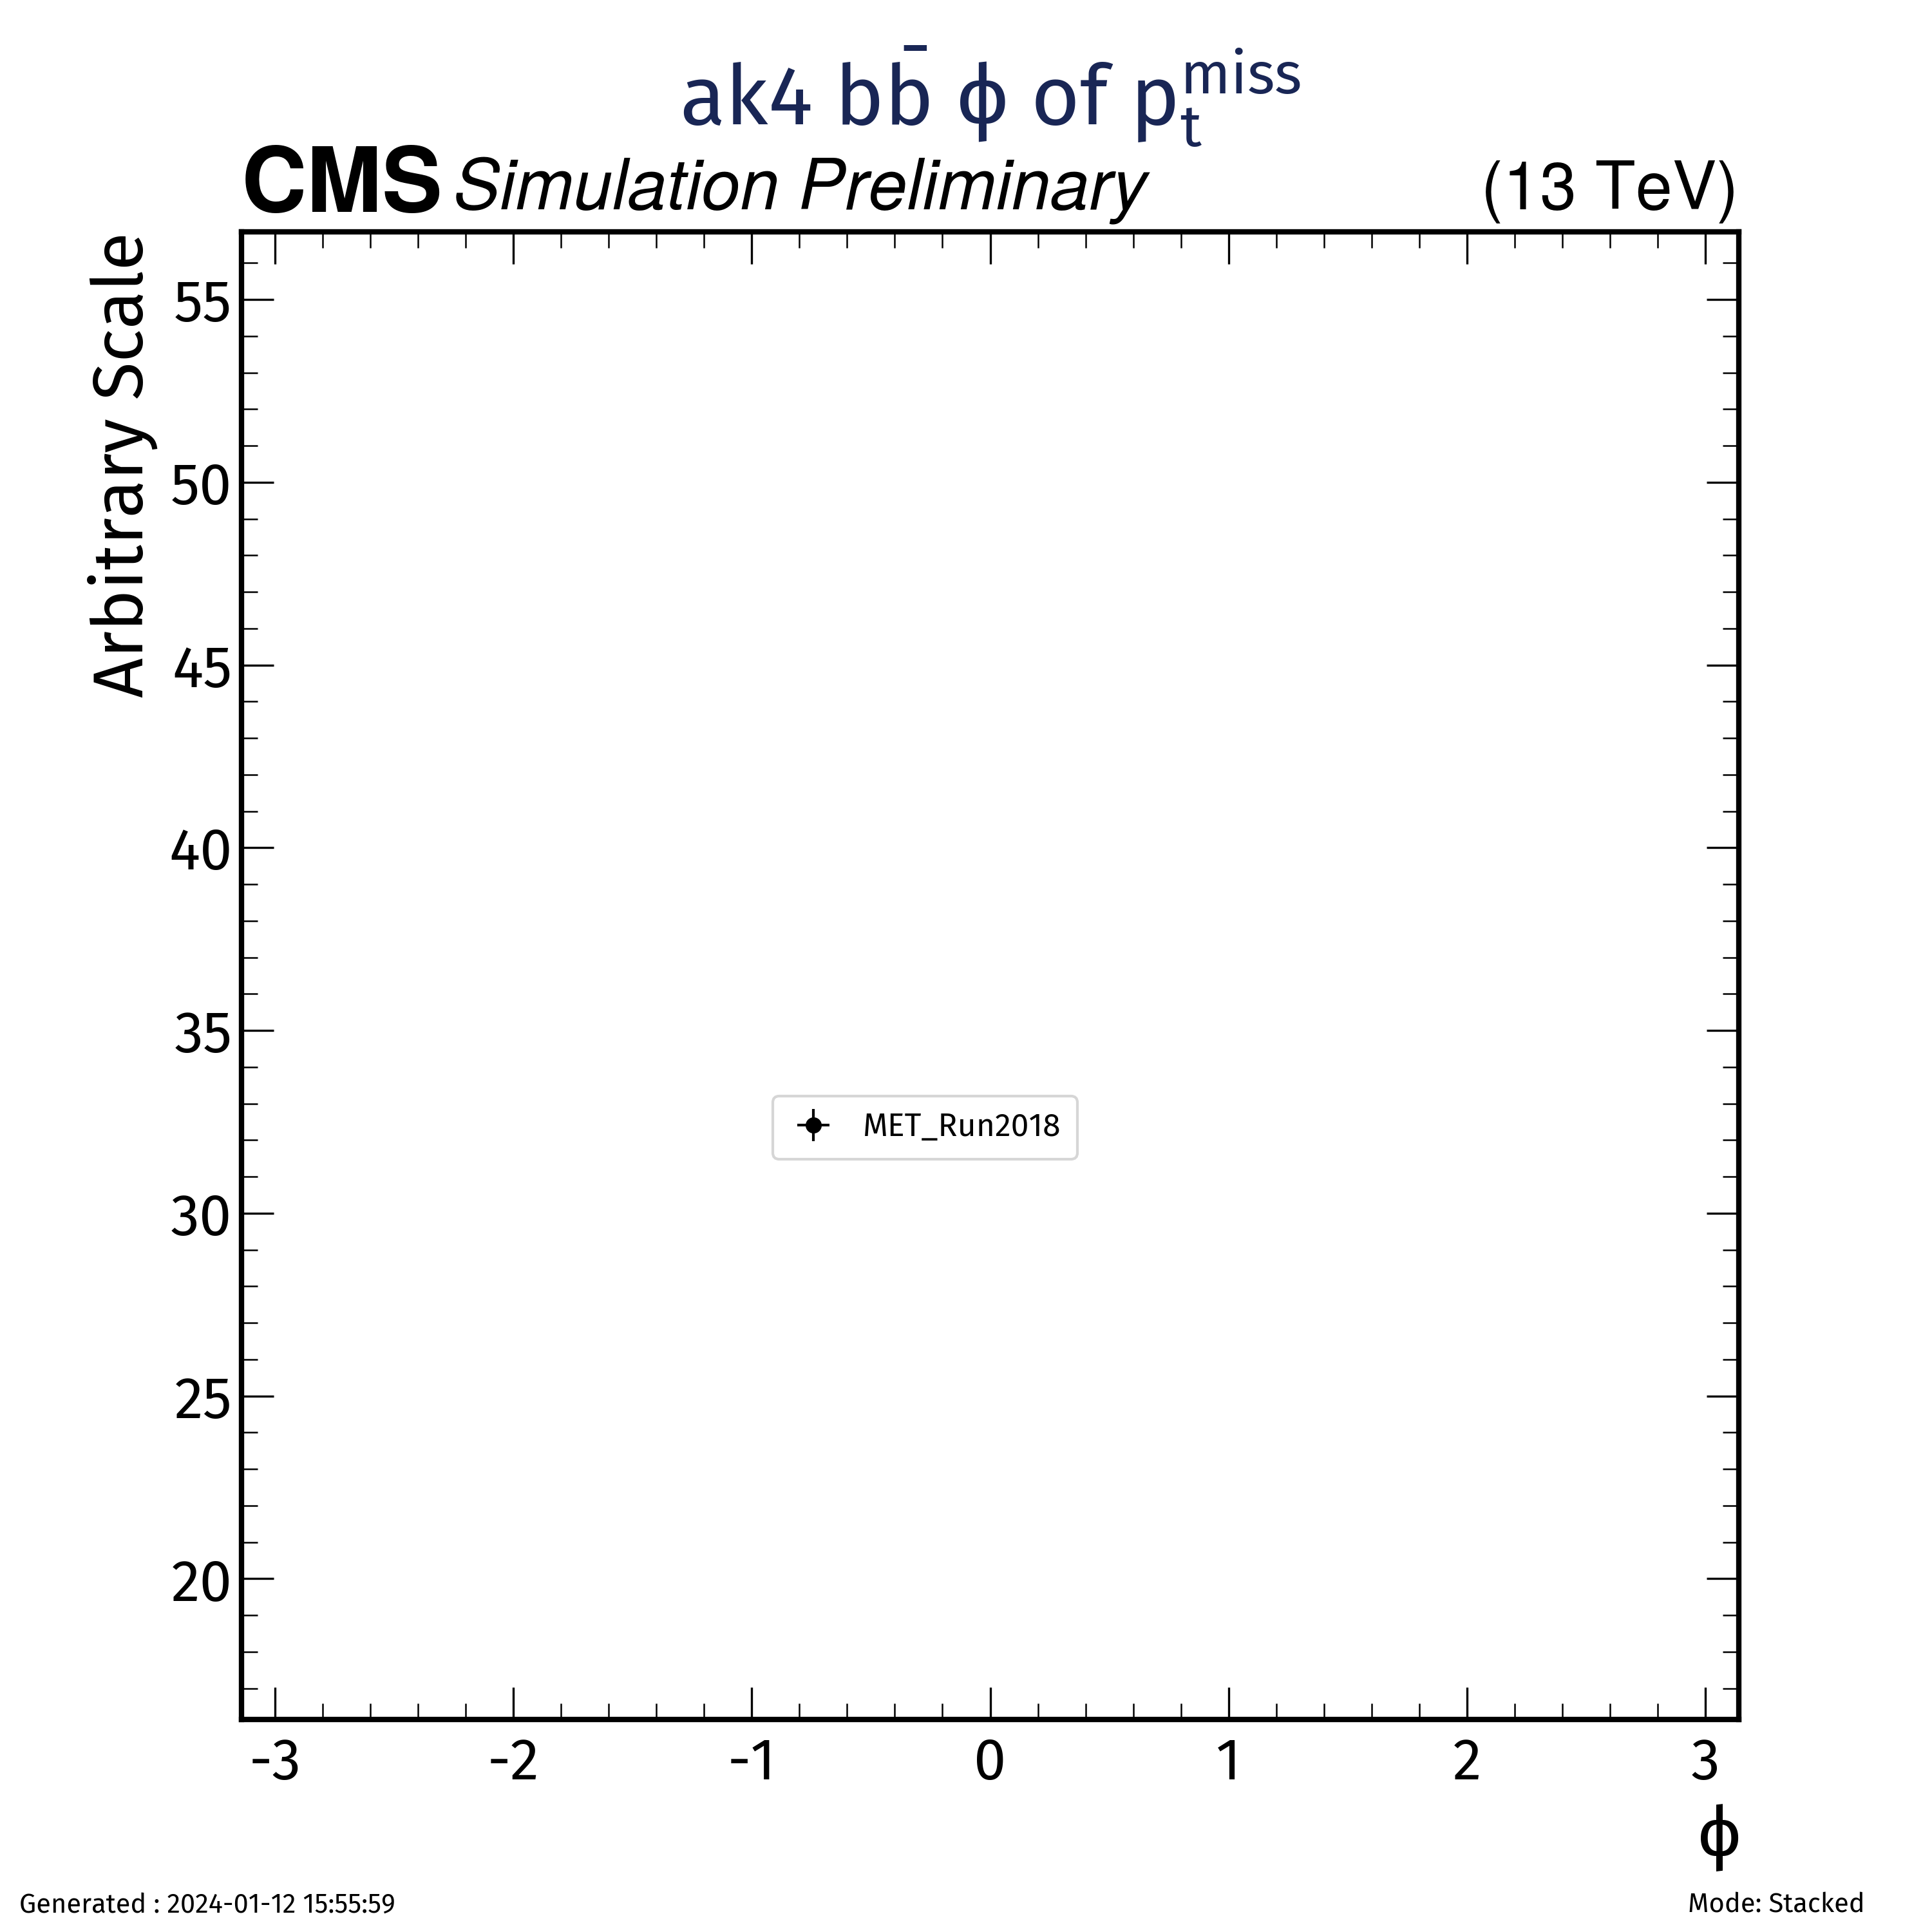 ak4 bb̄ ϕ of p_t^miss
CMS Simulation Preliminary (13 TeV)
Arbitrary Scale
55
50
45
40
35
30
25
20
MET_Run2018
-3 -2 -1 0 1 2 3
ϕ
Generated : 2024-01-12 15:55:59
Mode: Stacked